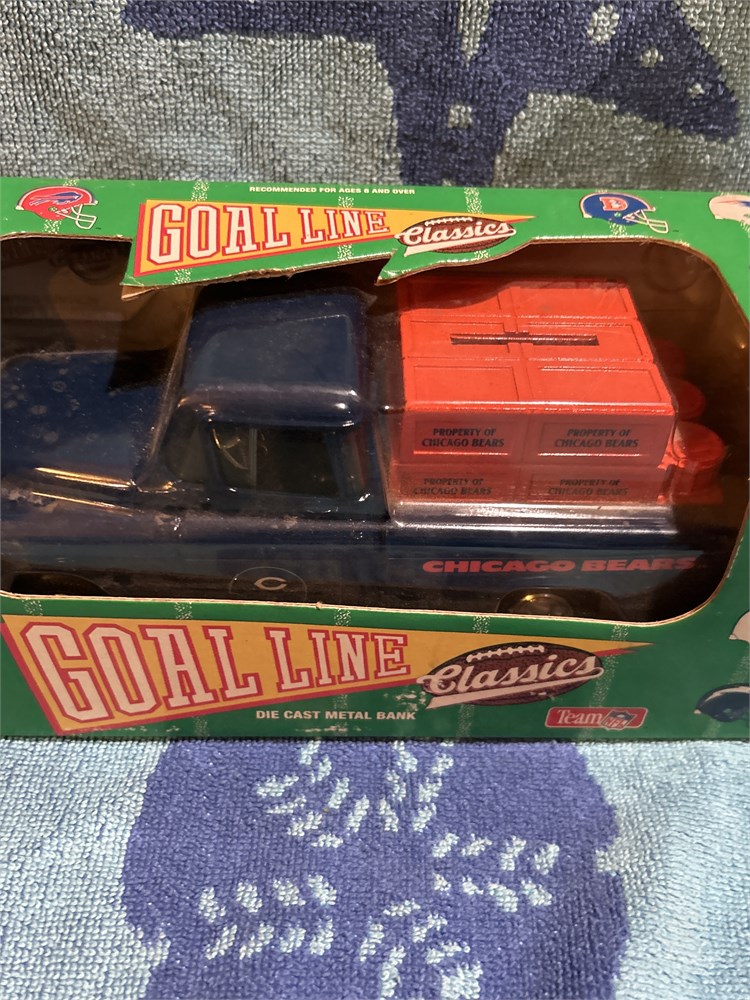 RECOMMENDED FOR AGES 8 AND OVER
GOAL LINE
Classics
PROPERTY OF
CHICAGO BEARS
PROPERTY OF
CHICAGO BEARS
PROPERTY OF
CHICAGO BEARS
PROPERTY OF
CHICAGO BEARS
CHICAGO BEARS
C
GOAL LINE
Classics
DIE CAST METAL BANK
Team NFL